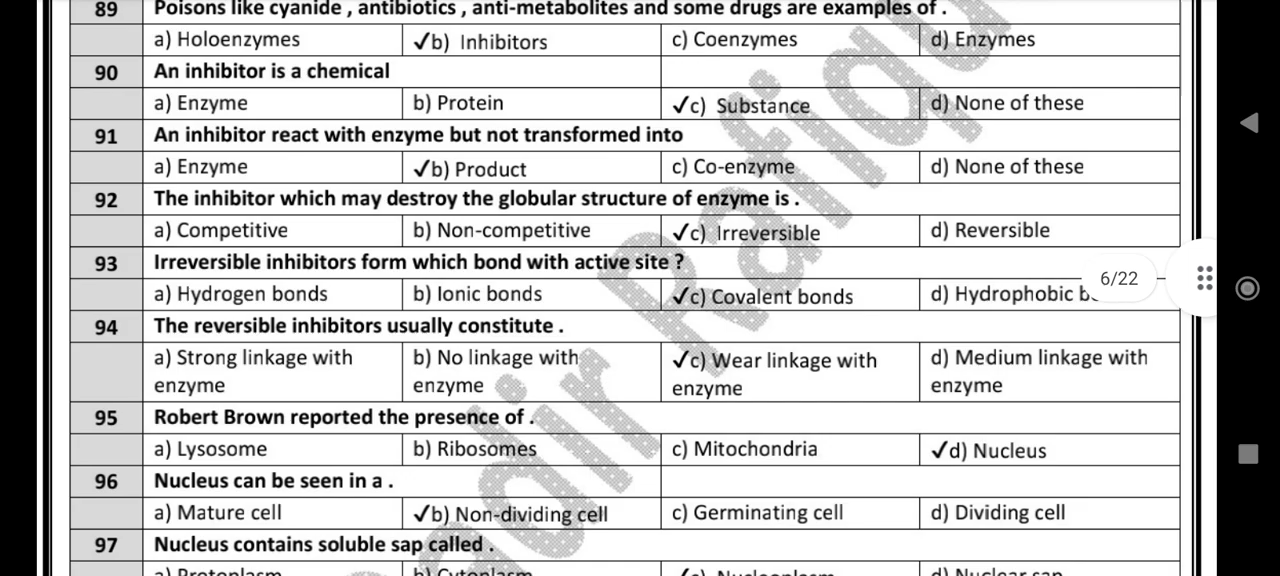 89 Poisons like cyanide , antibiotics , anti-metabolites and some drugs are examples of .
a) Holoenzymes ✓b) Inhibitors c) Coenzymes d) Enzymes
90 An inhibitor is a chemical
a) Enzyme b) Protein ✓c) Substance d) None of these
91 An inhibitor react with enzyme but not transformed into
a) Enzyme ✓b) Product c) Co-enzyme d) None of these
92 The inhibitor which may destroy the globular structure of enzyme is .
a) Competitive b) Non-competitive ✓c) Irreversible d) Reversible
93 Irreversible inhibitors form which bond with active site ?
6/22
a) Hydrogen bonds b) Ionic bonds ✓c) Covalent bonds d) Hydrophobic
94 The reversible inhibitors usually constitute .
a) Strong linkage with b) No linkage with ✓c) Wear linkage with d) Medium linkage with
enzyme enzyme enzyme enzyme
95 Robert Brown reported the presence of .
a) Lysosome b) Ribosomes c) Mitochondria ✓d) Nucleus
96 Nucleus can be seen in a .
a) Mature cell ✓b) Non-dividing cell c) Germinating cell d) Dividing cell
97 Nucleus contains soluble sap called .
a) Protoplasm b) Cytoplasm ✓c) Nucleoplasm d) Nuclear sap